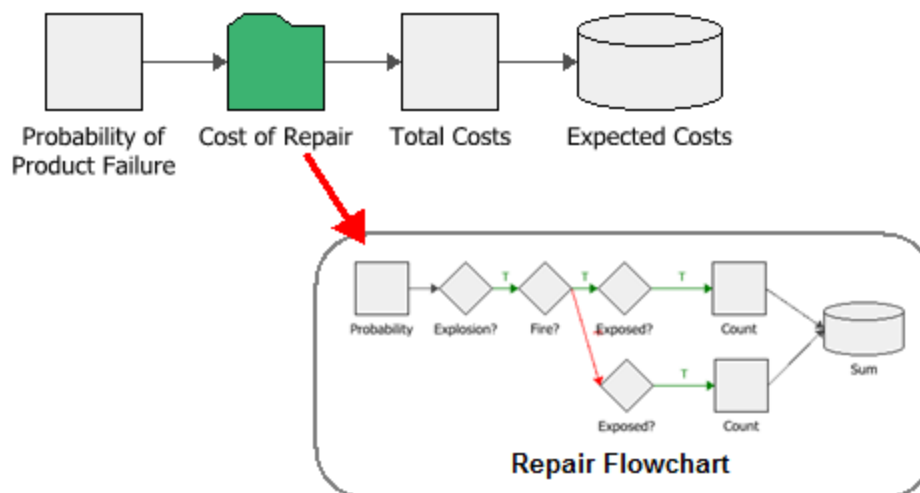 Probability of
Product Failure
Cost of Repair
Total Costs
Expected Costs
T
T
T
Probability
Explosion?
Fire?
Exposed?
Count
Sum
T
Exposed?
Count
Repair Flowchart